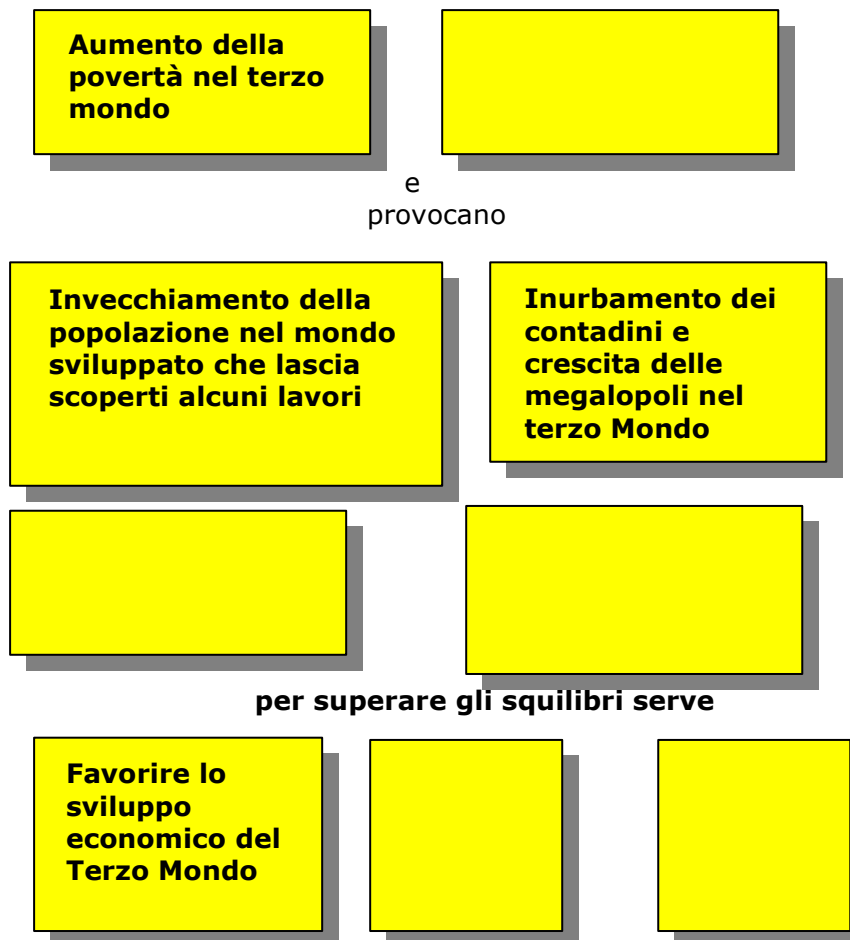 Aumento della
povertà nel terzo
mondo
e
provocano
Invecchiamento della
popolazione nel mondo
sviluppato che lascia
scoperti alcuni lavori
Inurbamento dei
contadini e
crescita delle
megalopoli nel
terzo Mondo
per superare gli squilibri serve
Favorire lo
sviluppo
economico del
Terzo Mondo